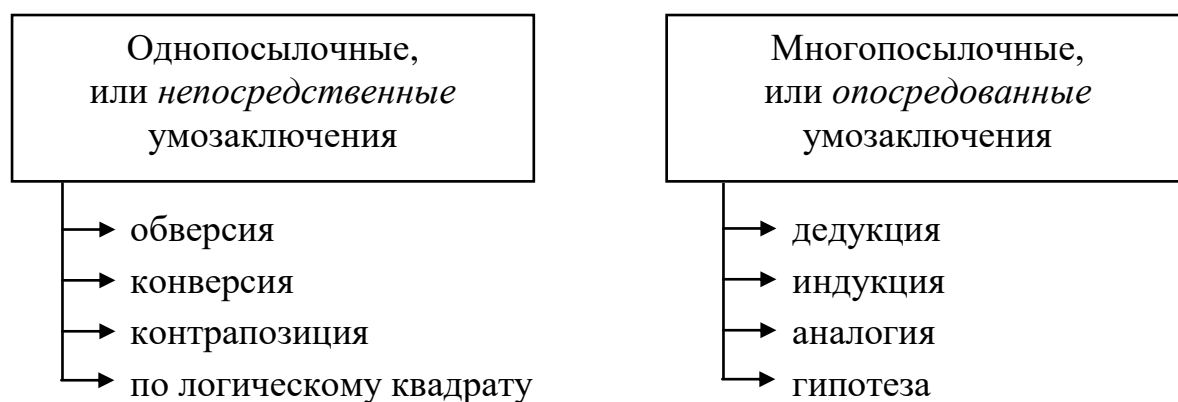 Однопосылочные,
или непосредственные
умозаключения
обверсия
конверсия
контрапозиция
по логическому квадрату
Многопосылочные,
или опосредованные
умозаключения
дедукция
индукция
аналогия
гипотеза